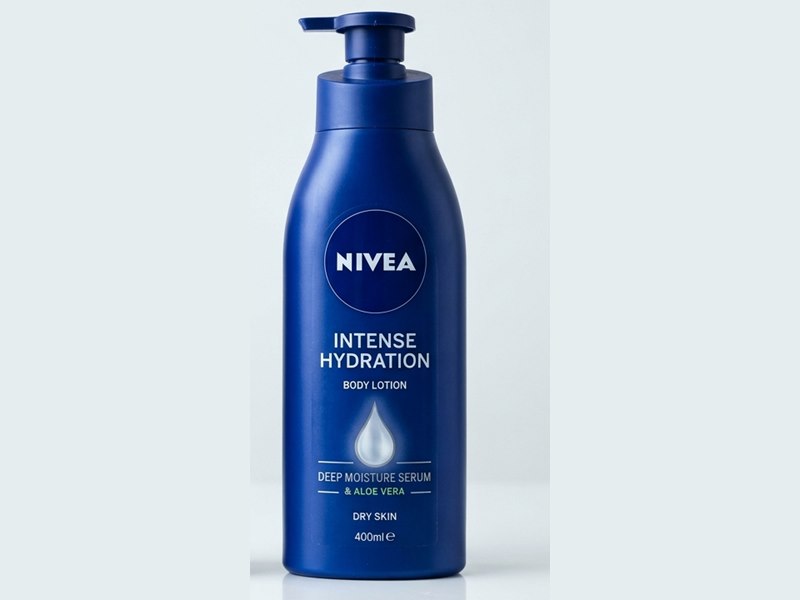 NIVEA
INTENSE
HYDRATION
BODY LOTION
DEEP MOISTURE SERUM
& ALOE VERA
DRY SKIN
400ml ℮